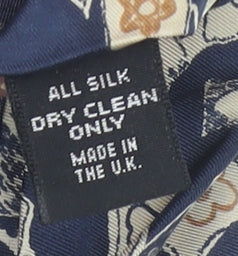 ALL SILK
DRY CLEAN
ONLY
MADE IN
THE U.K.